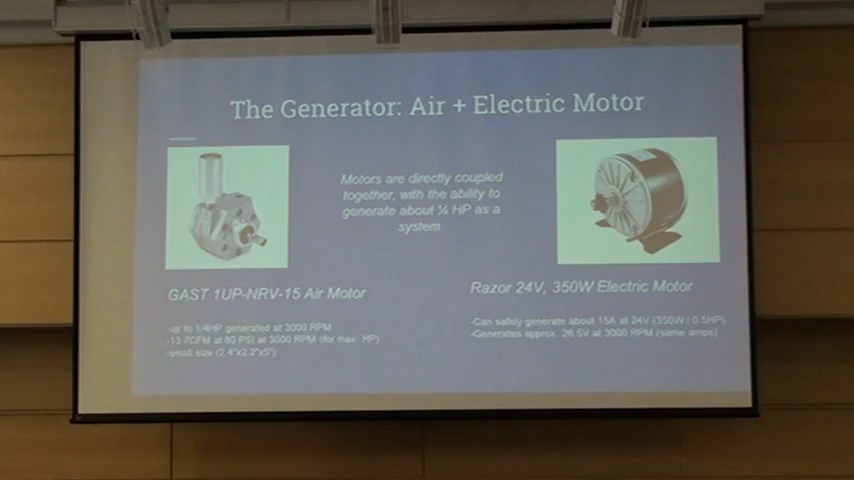 The Generator: Air + Electric Motor
Motors are directly coupled
together, with the ability to
generate about ¼ HP as a
system.
GAST 1UP-NRV-15 Air Motor
-up to 1/4HP generated at 3000 RPM
-13.7CFM at 80 PSI at 3000 RPM (for max. HP)
-small size (2.4"x2.2"x5")
Razor 24V, 350W Electric Motor
-Can safely generate about 15A at 24V (350W / 0.5HP)
-Generates approx. 26.5V at 3000 RPM (same amps)